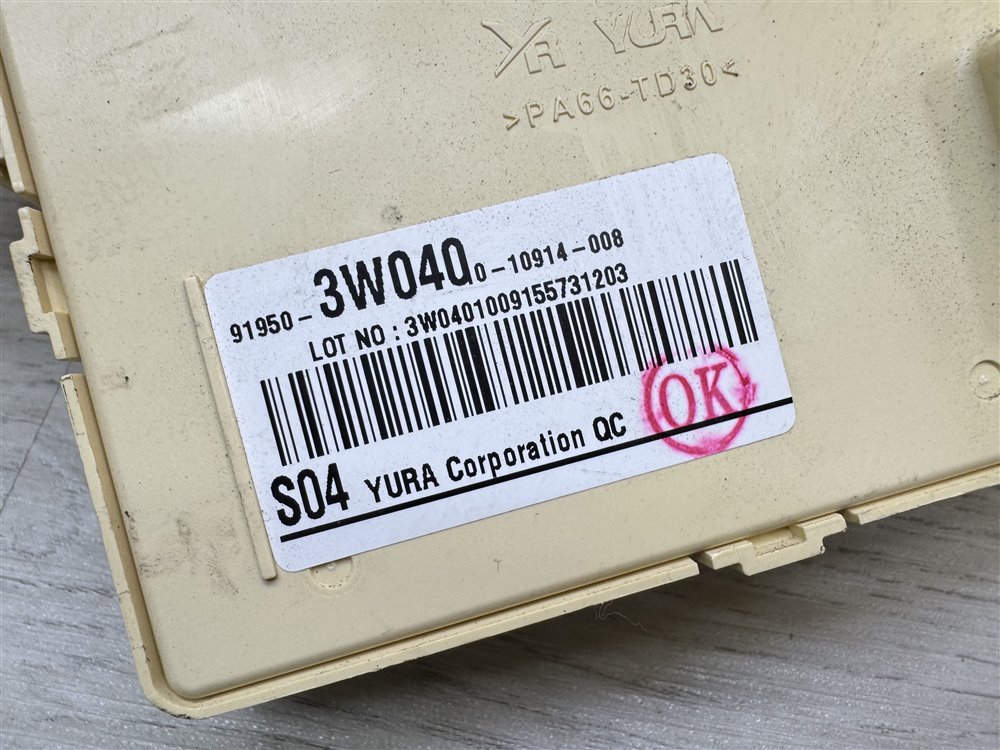 YR YURA
>PA66-TD30<
91950-3W040 0-10914-008
LOT NO : 3W0401009155731203
S04 YURA Corporation QC
OK